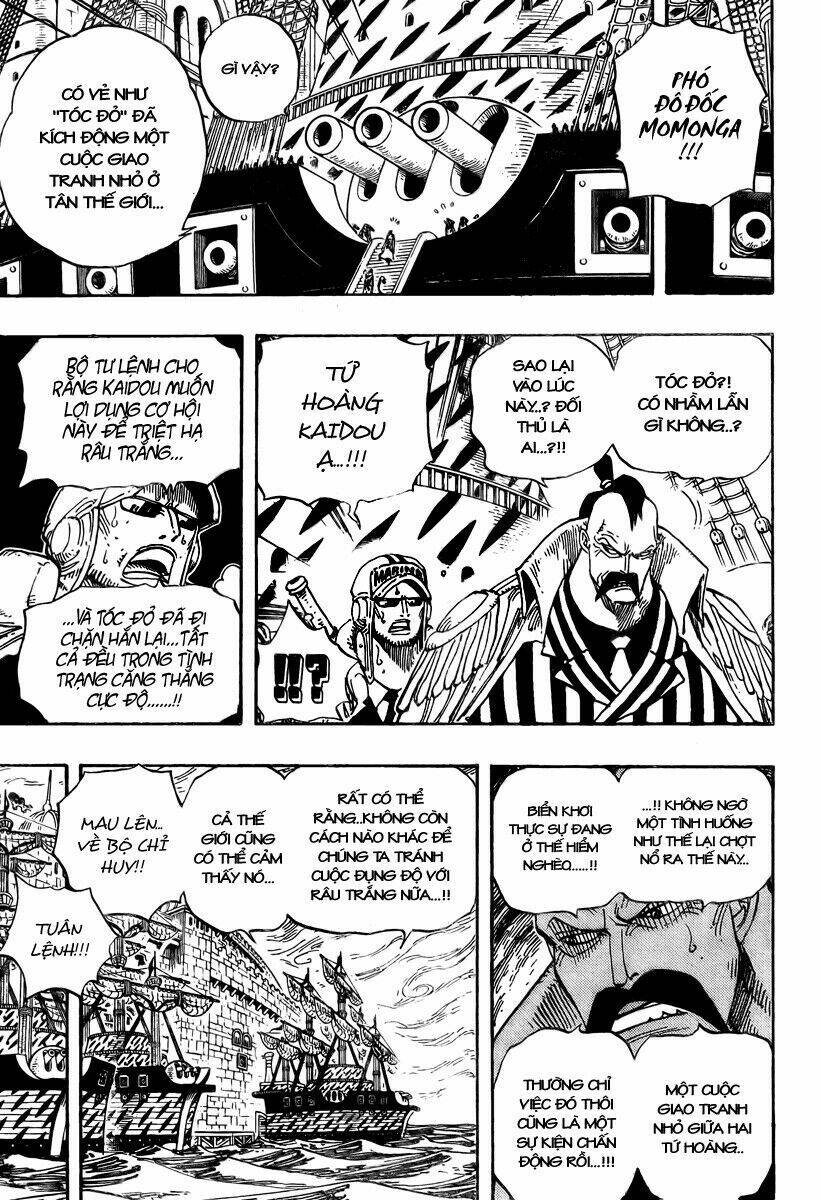 PHÓ
ĐÔ ĐỐC
MOMONGA
!!!
GÌ VẬY?
CÓ VẺ NHƯ
"TÓC ĐỎ" ĐÃ
KÍCH ĐỘNG MỘT
CUỘC GIAO
TRANH NHỎ Ở
TÂN THẾ GIỚI...
TÓC ĐỎ?!
CÓ NHẦM LẪN
GÌ KHÔNG..?
SAO LẠI
VÀO LÚC
NÀY..? ĐỐI
THỦ LÀ
AI...?!!
TỨ
HOÀNG
KAIDOU
Ạ...!!!
MARINE
!!?
BỘ TƯ LỆNH CHO
RẰNG KAIDOU MUỐN
LỢI DỤNG CƠ HỘI
NÀY ĐỂ TRIỆT HẠ
RÂU TRẮNG...
...VÀ TÓC ĐỎ ĐÃ ĐI
CHẶN HẮN LẠI...TẤT
CẢ ĐỀU TRONG TÌNH
TRẠNG CĂNG THẲNG
CỰC ĐỘ......!!
...!! KHÔNG NGỜ
MỘT TÌNH HUỐNG
NHƯ THẾ LẠI CHỢT
NỔ RA THẾ NÀY...
BIỂN KHƠI
THỰC SỰ ĐANG
Ở THẾ HIỂM
NGHÈO.....!!
MỘT CUỘC
GIAO TRANH
NHỎ GIỮA HAI
TỨ HOÀNG..
THƯỜNG CHỈ
VIỆC ĐÓ THÔI
CŨNG LÀ MỘT
SỰ KIỆN CHẤN
ĐỘNG RỒI...!!!
RẤT CÓ THỂ
RẰNG..KHÔNG CÒN
CÁCH NÀO KHÁC ĐỂ
CHÚNG TA TRÁNH
CUỘC ĐỤNG ĐỘ VỚI
RÂU TRẮNG NỮA...!!
CẢ THẾ
GIỚI CŨNG
CÓ THỂ CẢM
THẤY NÓ...
MAU LÊN..
VỀ BỘ CHỈ
HUY!!
TUÂN
LỆNH!!!